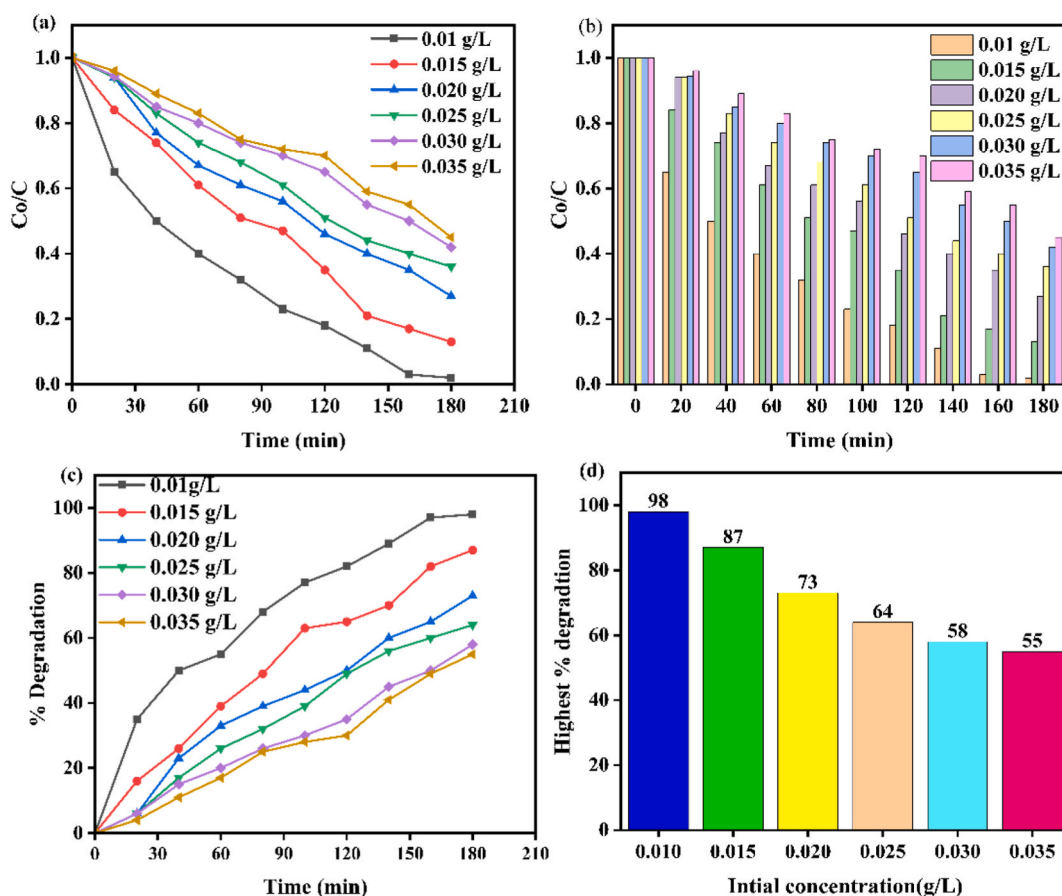 (a)
0.01 g/L
0.015 g/L
0.020 g/L
0.025 g/L
0.030 g/L
0.035 g/L
Co/C
1.0
0.8
0.6
0.4
0.2
0.0
0 30 60 90 120 150 180 210
Time (min)
(b)
0.01 g/L
0.015 g/L
0.020 g/L
0.025 g/L
0.030 g/L
0.035 g/L
Co/C
1.0
0.8
0.6
0.4
0.2
0.0
0 20 40 60 80 100 120 140 160 180
Time (min)
(c)
0.01g/L
0.015 g/L
0.020 g/L
0.025 g/L
0.030 g/L
0.035 g/L
% Degradation
100
80
60
40
20
0
0 30 60 90 120 150 180 210
Time (min)
(d)
Highest % degradtion
100
80
60
40
20
0
98
87
73
64
58
55
0.010 0.015 0.020 0.025 0.030 0.035
Intial concentration(g/L)